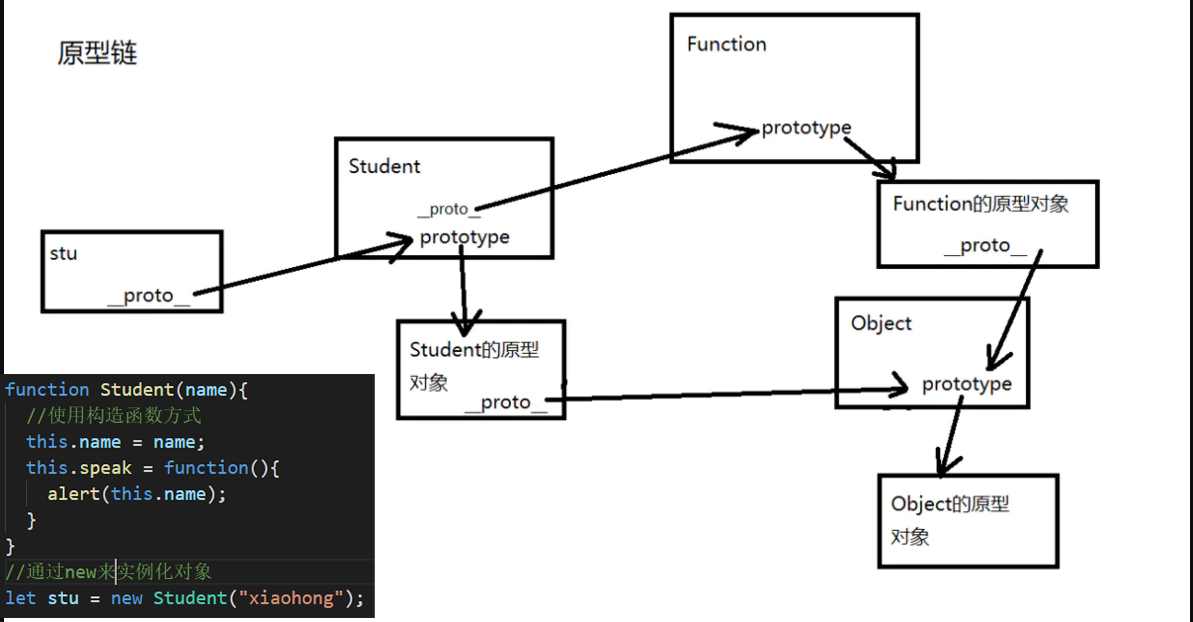 原型链
Function
prototype
Student
__proto__
prototype
Function的原型对象
__proto__
stu
__proto__
Object
prototype
Student的原型
对象
__proto__
Object的原型
对象
function Student(name){
//使用构造函数方式
this.name = name;
this.speak = function(){
alert(this.name);
}
}
//通过new来实例化对象
let stu = new Student("xiaohong");